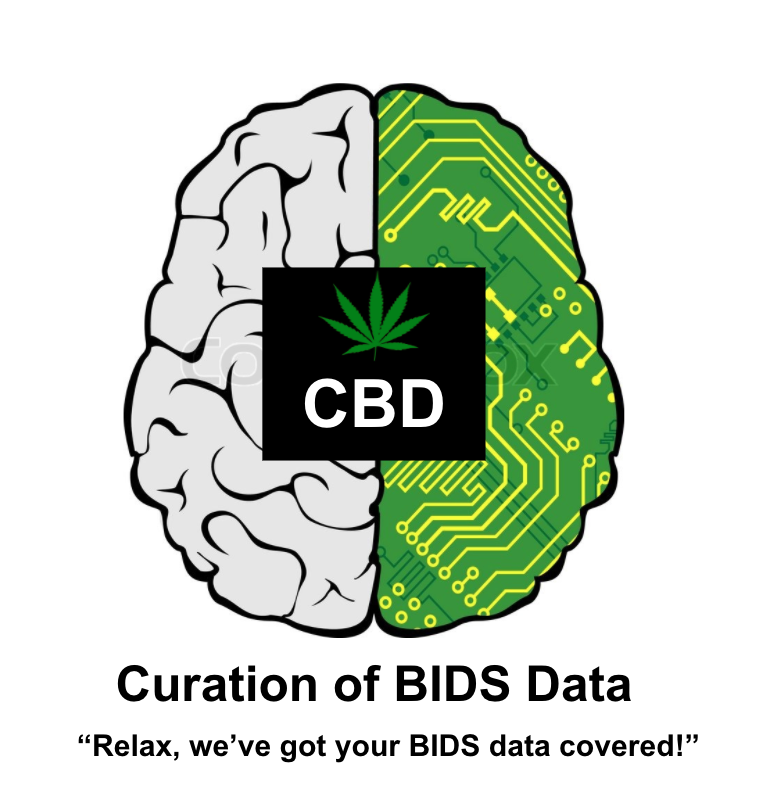 CBD
Curation of BIDS Data
“Relax, we’ve got your BIDS data covered!”